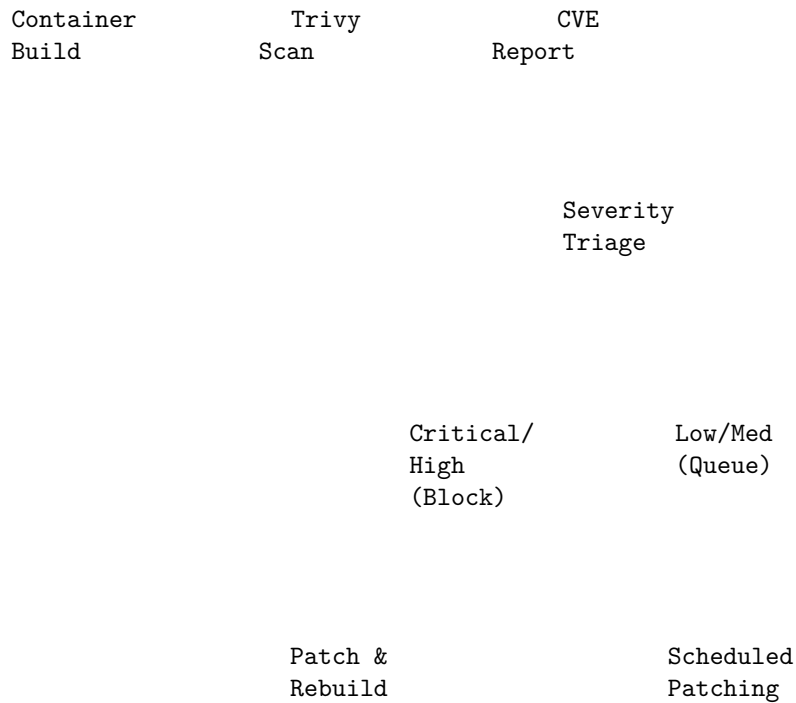 Container Trivy CVE
Build Scan Report
Severity
Triage
Critical/ Low/Med
High (Queue)
(Block)
Patch & Scheduled
Rebuild Patching